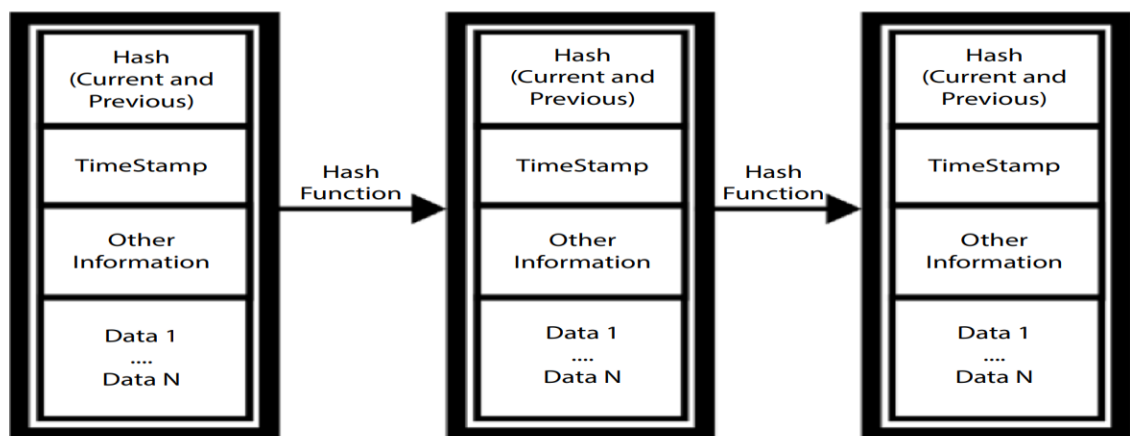 Hash
(Current and
Previous)
TimeStamp
Other
Information
Data 1
....
Data N
Hash
Function
Hash
(Current and
Previous)
TimeStamp
Other
Information
Data 1
....
Data N
Hash
Function
Hash
(Current and
Previous)
TimeStamp
Other
Information
Data 1
....
Data N